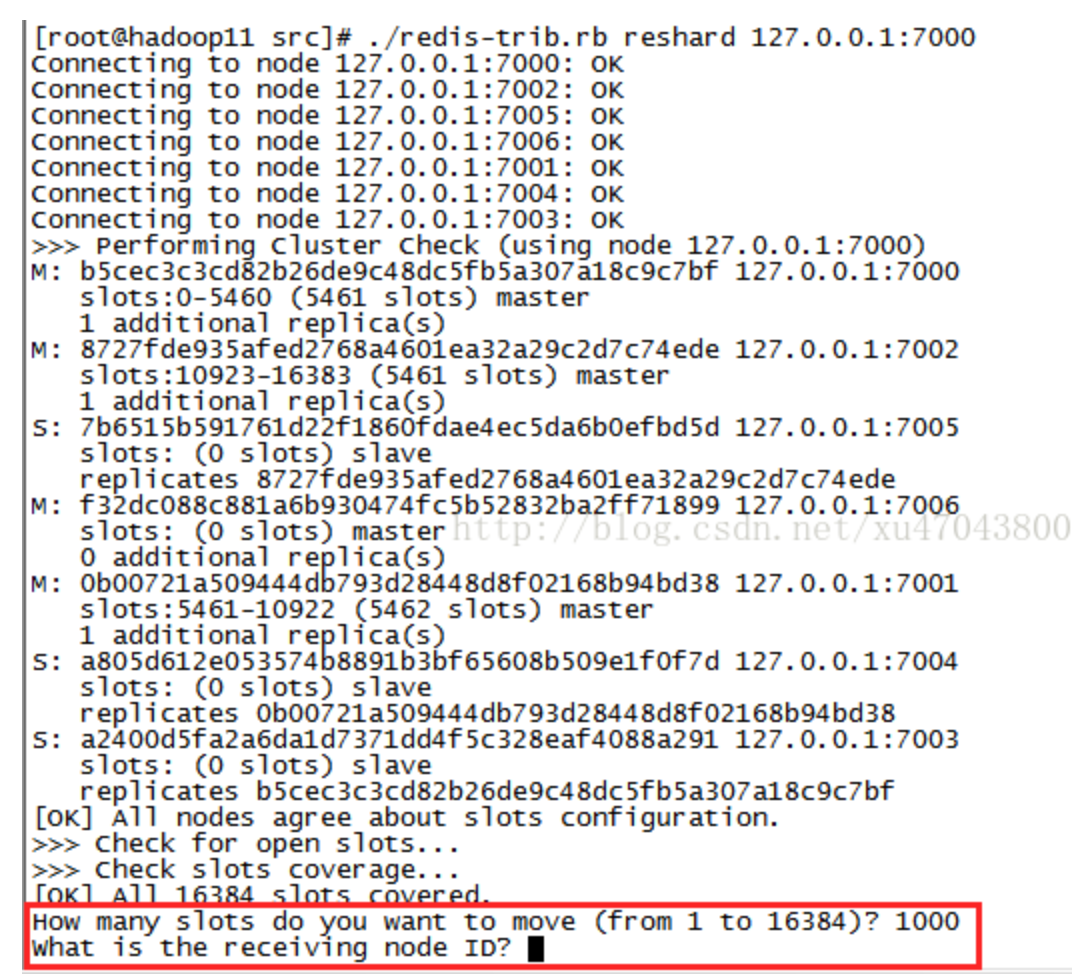 [root@hadoop11 src]# ./redis-trib.rb reshard 127.0.0.1:7000
Connecting to node 127.0.0.1:7000: OK
Connecting to node 127.0.0.1:7002: OK
Connecting to node 127.0.0.1:7005: OK
Connecting to node 127.0.0.1:7006: OK
Connecting to node 127.0.0.1:7001: OK
Connecting to node 127.0.0.1:7004: OK
Connecting to node 127.0.0.1:7003: OK
>>> Performing Cluster Check (using node 127.0.0.1:7000)
M: b5cec3c3cd82b26de9c48dc5fb5a307a18c9c7bf 127.0.0.1:7000
   slots:0-5460 (5461 slots) master
   1 additional replica(s)
M: 8727fde935afed2768a4601ea32a29c2d7c74ede 127.0.0.1:7002
   slots:10923-16383 (5461 slots) master
   1 additional replica(s)
S: 7b6515b591761d22f1860fdae4ec5da6b0efbd5d 127.0.0.1:7005
   slots: (0 slots) slave
   replicates 8727fde935afed2768a4601ea32a29c2d7c74ede
M: f32dc088c881a6b930474fc5b52832ba2ff71899 127.0.0.1:7006
   slots: (0 slots) master
http://blog.csdn.net/xu47043800
   0 additional replica(s)
M: 0b00721a509444db793d28448d8f02168b94bd38 127.0.0.1:7001
   slots:5461-10922 (5462 slots) master
   1 additional replica(s)
S: a805d612e053574b8891b3bf65608b509e1f0f7d 127.0.0.1:7004
   slots: (0 slots) slave
   replicates 0b00721a509444db793d28448d8f02168b94bd38
S: a2400d5fa2a6da1d7371dd4f5c328eaf4088a291 127.0.0.1:7003
   slots: (0 slots) slave
   replicates b5cec3c3cd82b26de9c48dc5fb5a307a18c9c7bf
[OK] All nodes agree about slots configuration.
>>> Check for open slots...
>>> Check slots coverage...
[OK] All 16384 slots covered.
How many slots do you want to move (from 1 to 16384)? 1000
What is the receiving node ID?